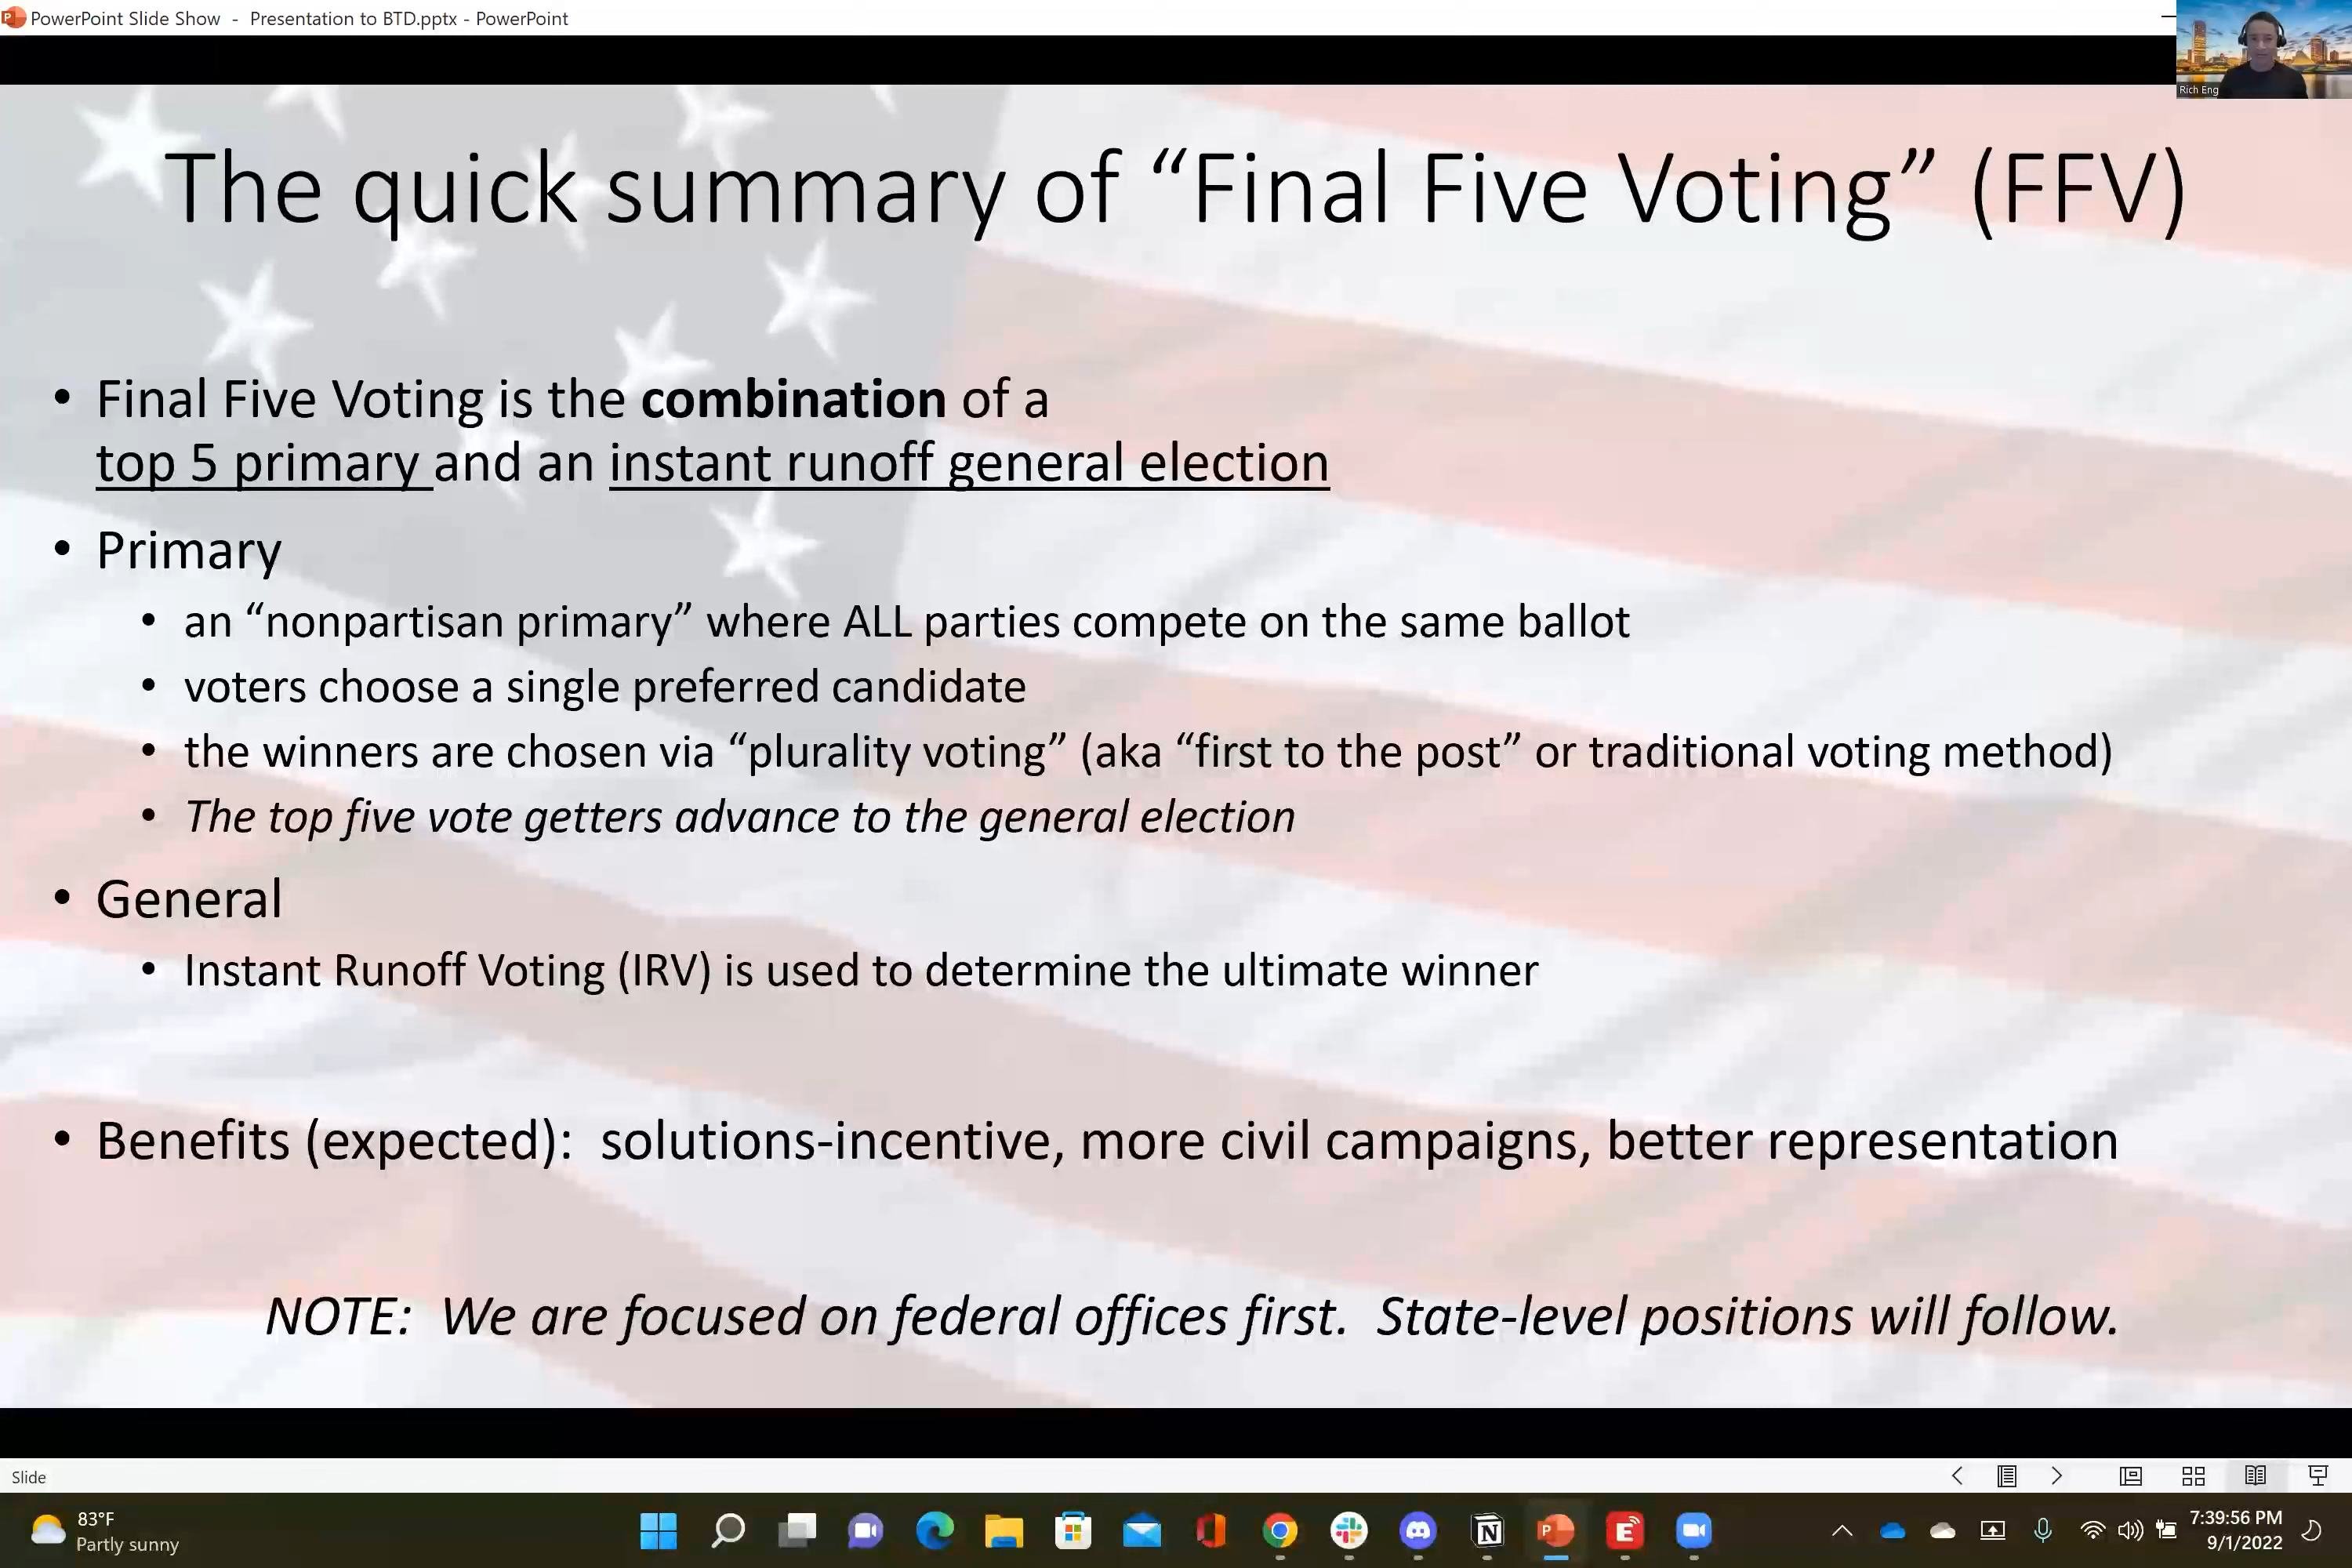 PowerPoint Slide Show - Presentation to BTD.pptx - PowerPoint
Rich Eng
The quick summary of “Final Five Voting” (FFV)
• Final Five Voting is the combination of a
top 5 primary and an instant runoff general election
• Primary
• an “nonpartisan primary” where ALL parties compete on the same ballot
• voters choose a single preferred candidate
• the winners are chosen via “plurality voting” (aka “first to the post” or traditional voting method)
• The top five vote getters advance to the general election
• General
• Instant Runoff Voting (IRV) is used to determine the ultimate winner
• Benefits (expected): solutions-incentive, more civil campaigns, better representation
NOTE: We are focused on federal offices first. State-level positions will follow.
Slide
83°F
Partly sunny
7:39:56 PM
9/1/2022